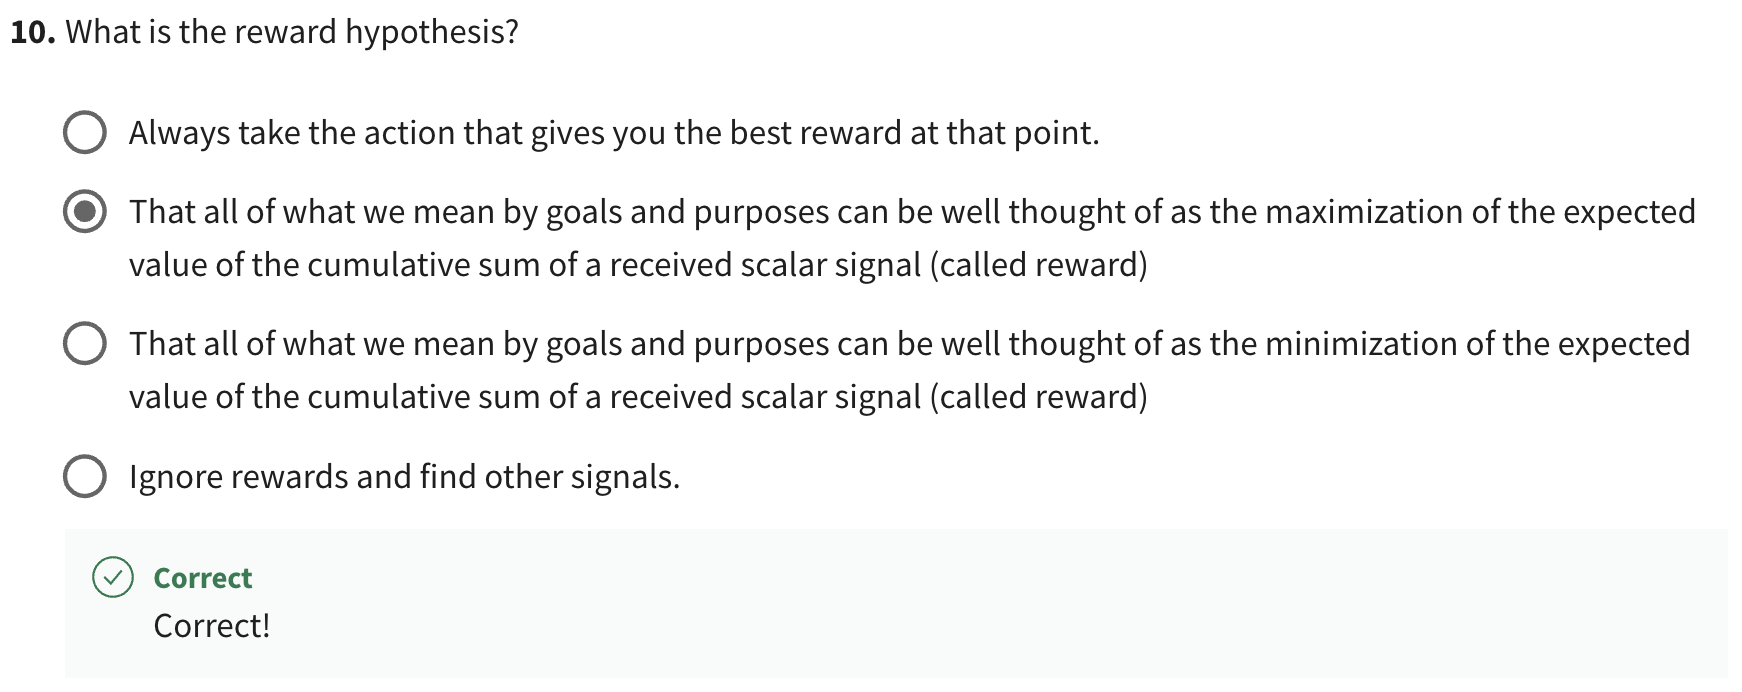 10. What is the reward hypothesis?
Always take the action that gives you the best reward at that point.
That all of what we mean by goals and purposes can be well thought of as the maximization of the expected
value of the cumulative sum of a received scalar signal (called reward)
That all of what we mean by goals and purposes can be well thought of as the minimization of the expected
value of the cumulative sum of a received scalar signal (called reward)
Ignore rewards and find other signals.
Correct
Correct!